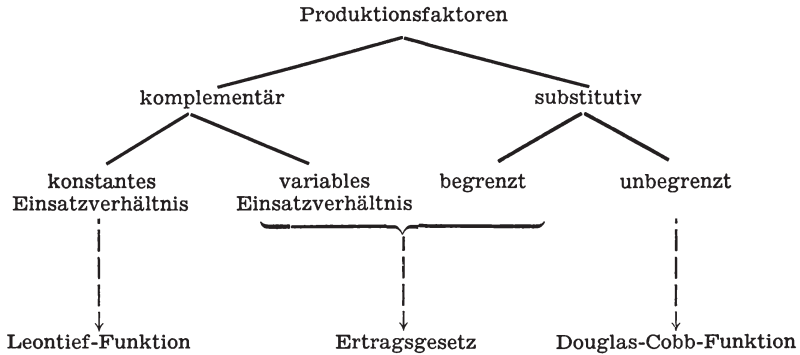 Produktionsfaktoren
komplementär
substitutiv
konstantes
Einsatzverhältnis
variables
Einsatzverhältnis
begrenzt
unbegrenzt
Leontief-Funktion
Ertragsgesetz
Douglas-Cobb-Funktion